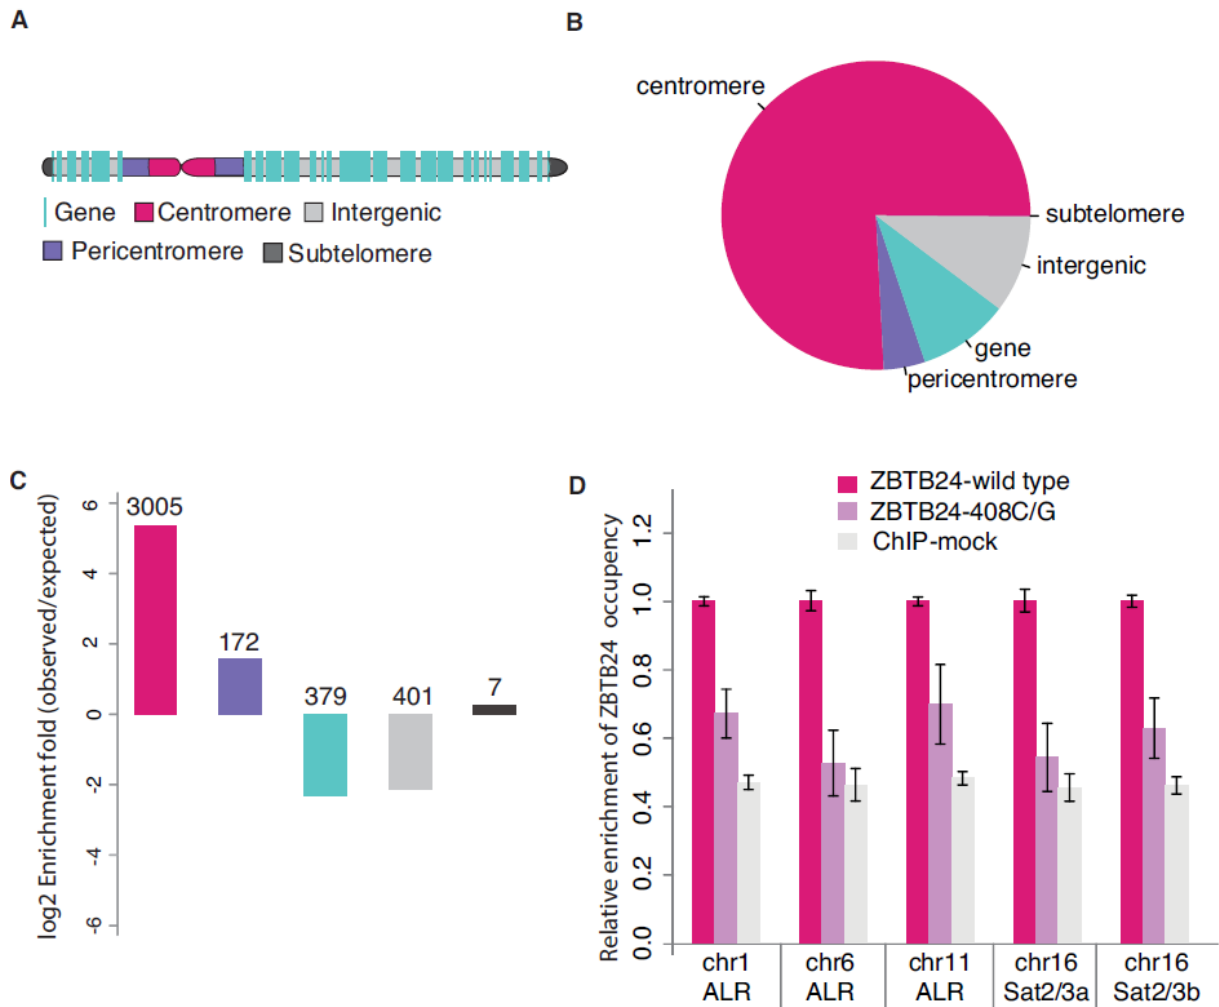 A
Gene
Centromere
Intergenic
Pericentromere
Subtelomere
B
centromere
subtelomere
intergenic
gene
pericentromere
C
log2 Enrichment fold (observed/expected)
6
4
2
0
-2
-4
-6
3005
172
379
401
7
D
ZBTB24-wild type
ZBTB24-408C/G
ChIP-mock
Relative enrichment of ZBTB24 occupency
1.2
1.0
0.8
0.6
0.4
0.2
0.0
chr1
ALR
chr6
ALR
chr11
ALR
chr16
Sat2/3a
chr16
Sat2/3b